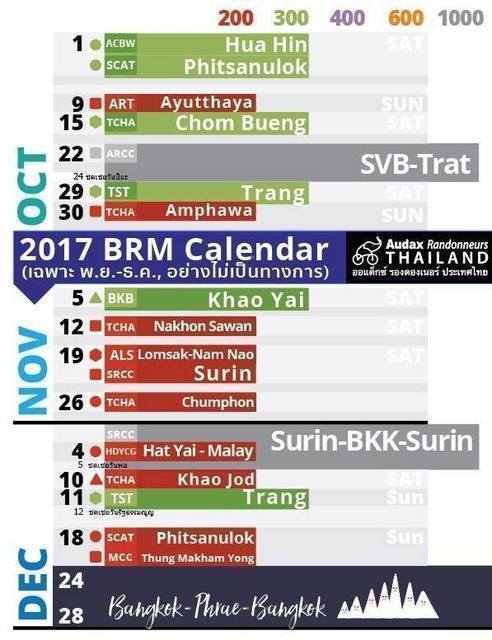 200 300 400 600 1000
OCT
1 ACBW Hua Hin SAT
SCAT Phitsanulok
9 ART Ayutthaya SUN
15 TCHA Chom Bueng SAT
22 ARCC SVB-Trat
24 ชดเชยวันปิยะ
29 TST Trang SAT
30 TCHA Amphawa SUN
2017 BRM Calendar
(เฉพาะ พ.ย.-ธ.ค., อย่างไม่เป็นทางการ)
Audax Randonneurs
THAILAND
ออแด็กซ์ รองดองเนอร์ ประเทศไทย
NOV
5 BKB Khao Yai SAT
12 TCHA Nakhon Sawan SAT
19 ALS Lomsak-Nam Nao SAT
SRCC Surin
26 TCHA Chumphon
DEC
SRCC Surin-BKK-Surin
4 HDYCG Hat Yai - Malay
5 ชดเชยวันพ่อ
10 TCHA Khao Jod SAT
11 TST Trang Sun
12 ชดเชยวันรัฐธรรมนูญ
18 SCAT Phitsanulok Sun
MCC Thung Makham Yong
24
28 Bangkok-Phrae-Bangkok